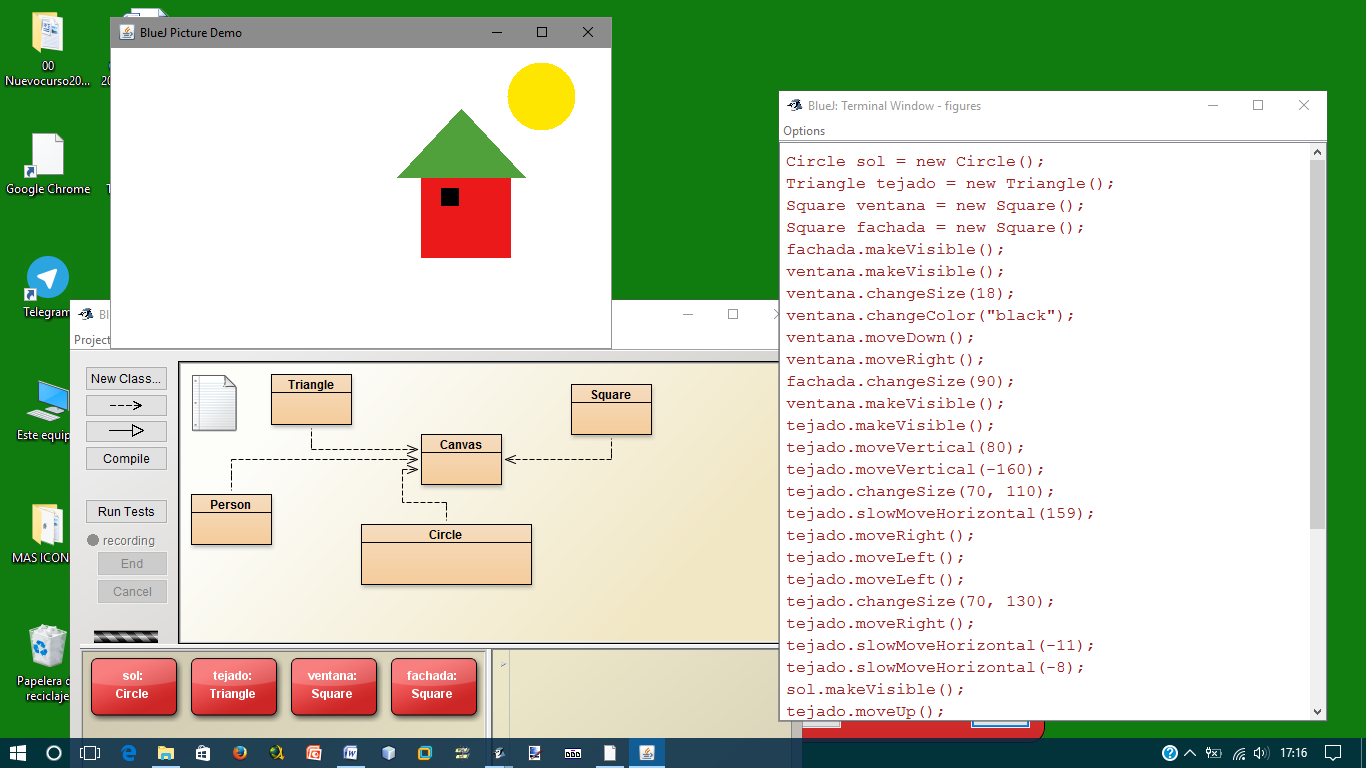 00
Nuevocurso20...
Google Chrome
Telegram
Este equip
MAS ICON
Papelera d
reciclaje
BlueJ Picture Demo
Bl
Project
New Class...
Compile
Run Tests
recording
End
Cancel
Triangle
Square
Canvas
Person
Circle
sol:
Circle
tejado:
Triangle
ventana:
Square
fachada:
Square
BlueJ: Terminal Window - figures
Options
Circle sol = new Circle();
Triangle tejado = new Triangle();
Square ventana = new Square();
Square fachada = new Square();
fachada.makeVisible();
ventana.makeVisible();
ventana.changeSize(18);
ventana.changeColor("black");
ventana.moveDown();
ventana.moveRight();
fachada.changeSize(90);
ventana.makeVisible();
tejado.makeVisible();
tejado.moveVertical(80);
tejado.moveVertical(-160);
tejado.changeSize(70, 110);
tejado.slowMoveHorizontal(159);
tejado.moveRight();
tejado.moveLeft();
tejado.moveLeft();
tejado.changeSize(70, 130);
tejado.moveRight();
tejado.slowMoveHorizontal(-11);
tejado.slowMoveHorizontal(-8);
sol.makeVisible();
tejado.moveUp();
17:16